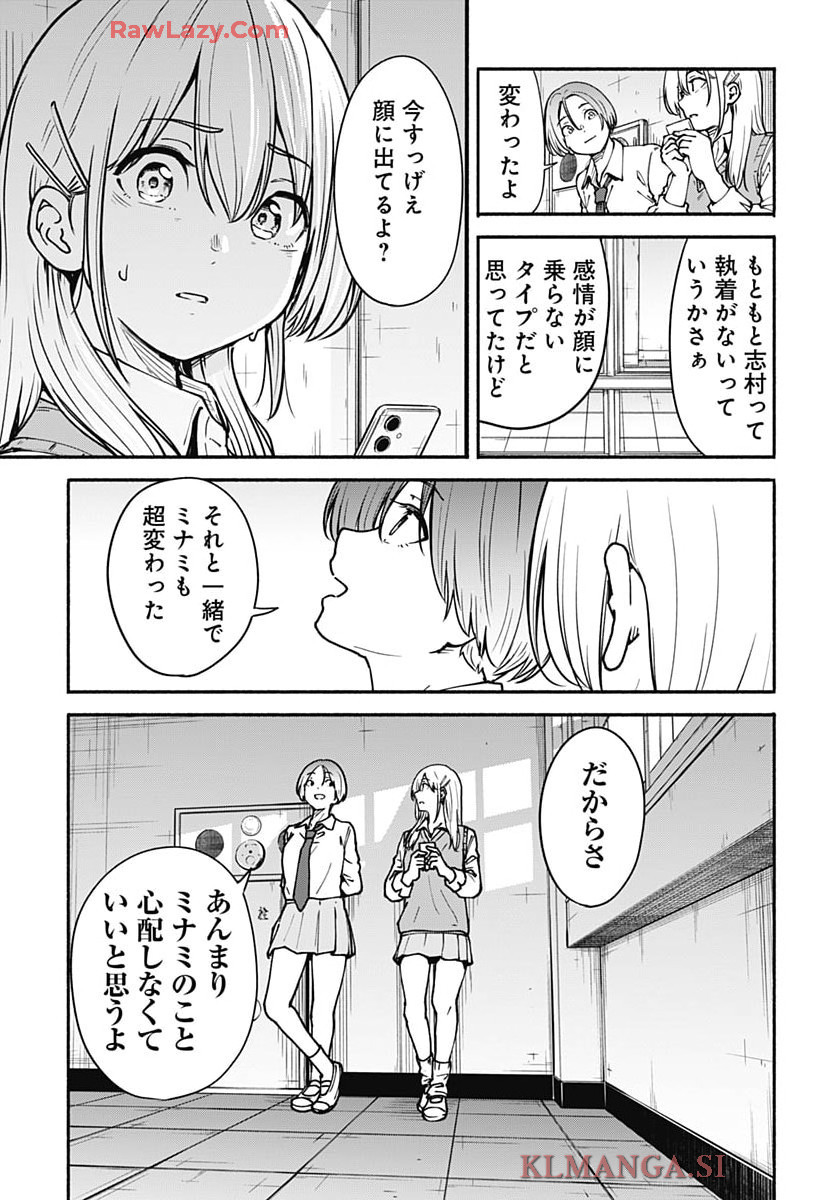 RawLazy.Com
変わったよ
もともと志村って
執着がないって
いうかさぁ
感情が顔に
乗らない
タイプだと
思ってたけど
今すっげえ
顔に出てるよ？
それと一緒で
ミナミも
超変わった
だからさ
あんまり
ミナミのこと
心配しなくて
いいと思うよ
KLMANGA.SI